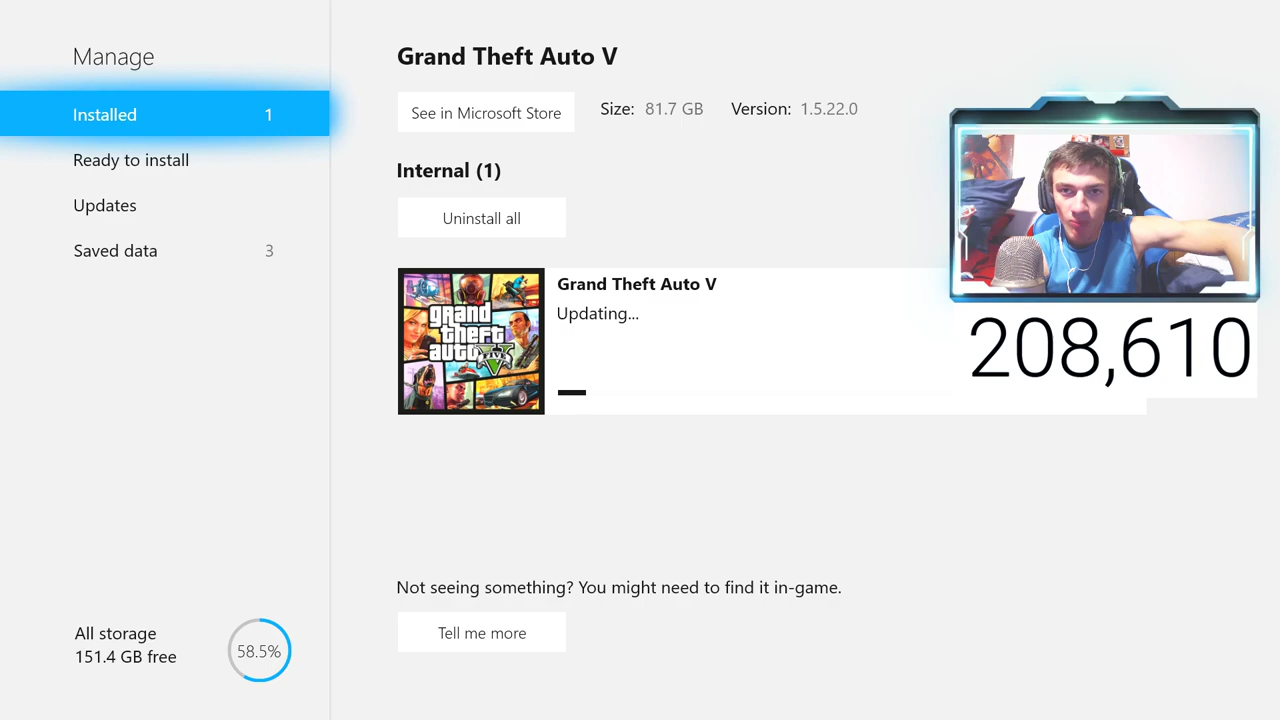 Manage
Installed 1
Ready to install
Updates
Saved data 3
All storage
151.4 GB free
58.5%
Grand Theft Auto V
See in Microsoft Store
Size: 81.7 GB Version: 1.5.22.0
Internal (1)
Uninstall all
grand
theft
auto V
FIVE
Grand Theft Auto V
Updating...
Not seeing something? You might need to find it in-game.
Tell me more
208,610